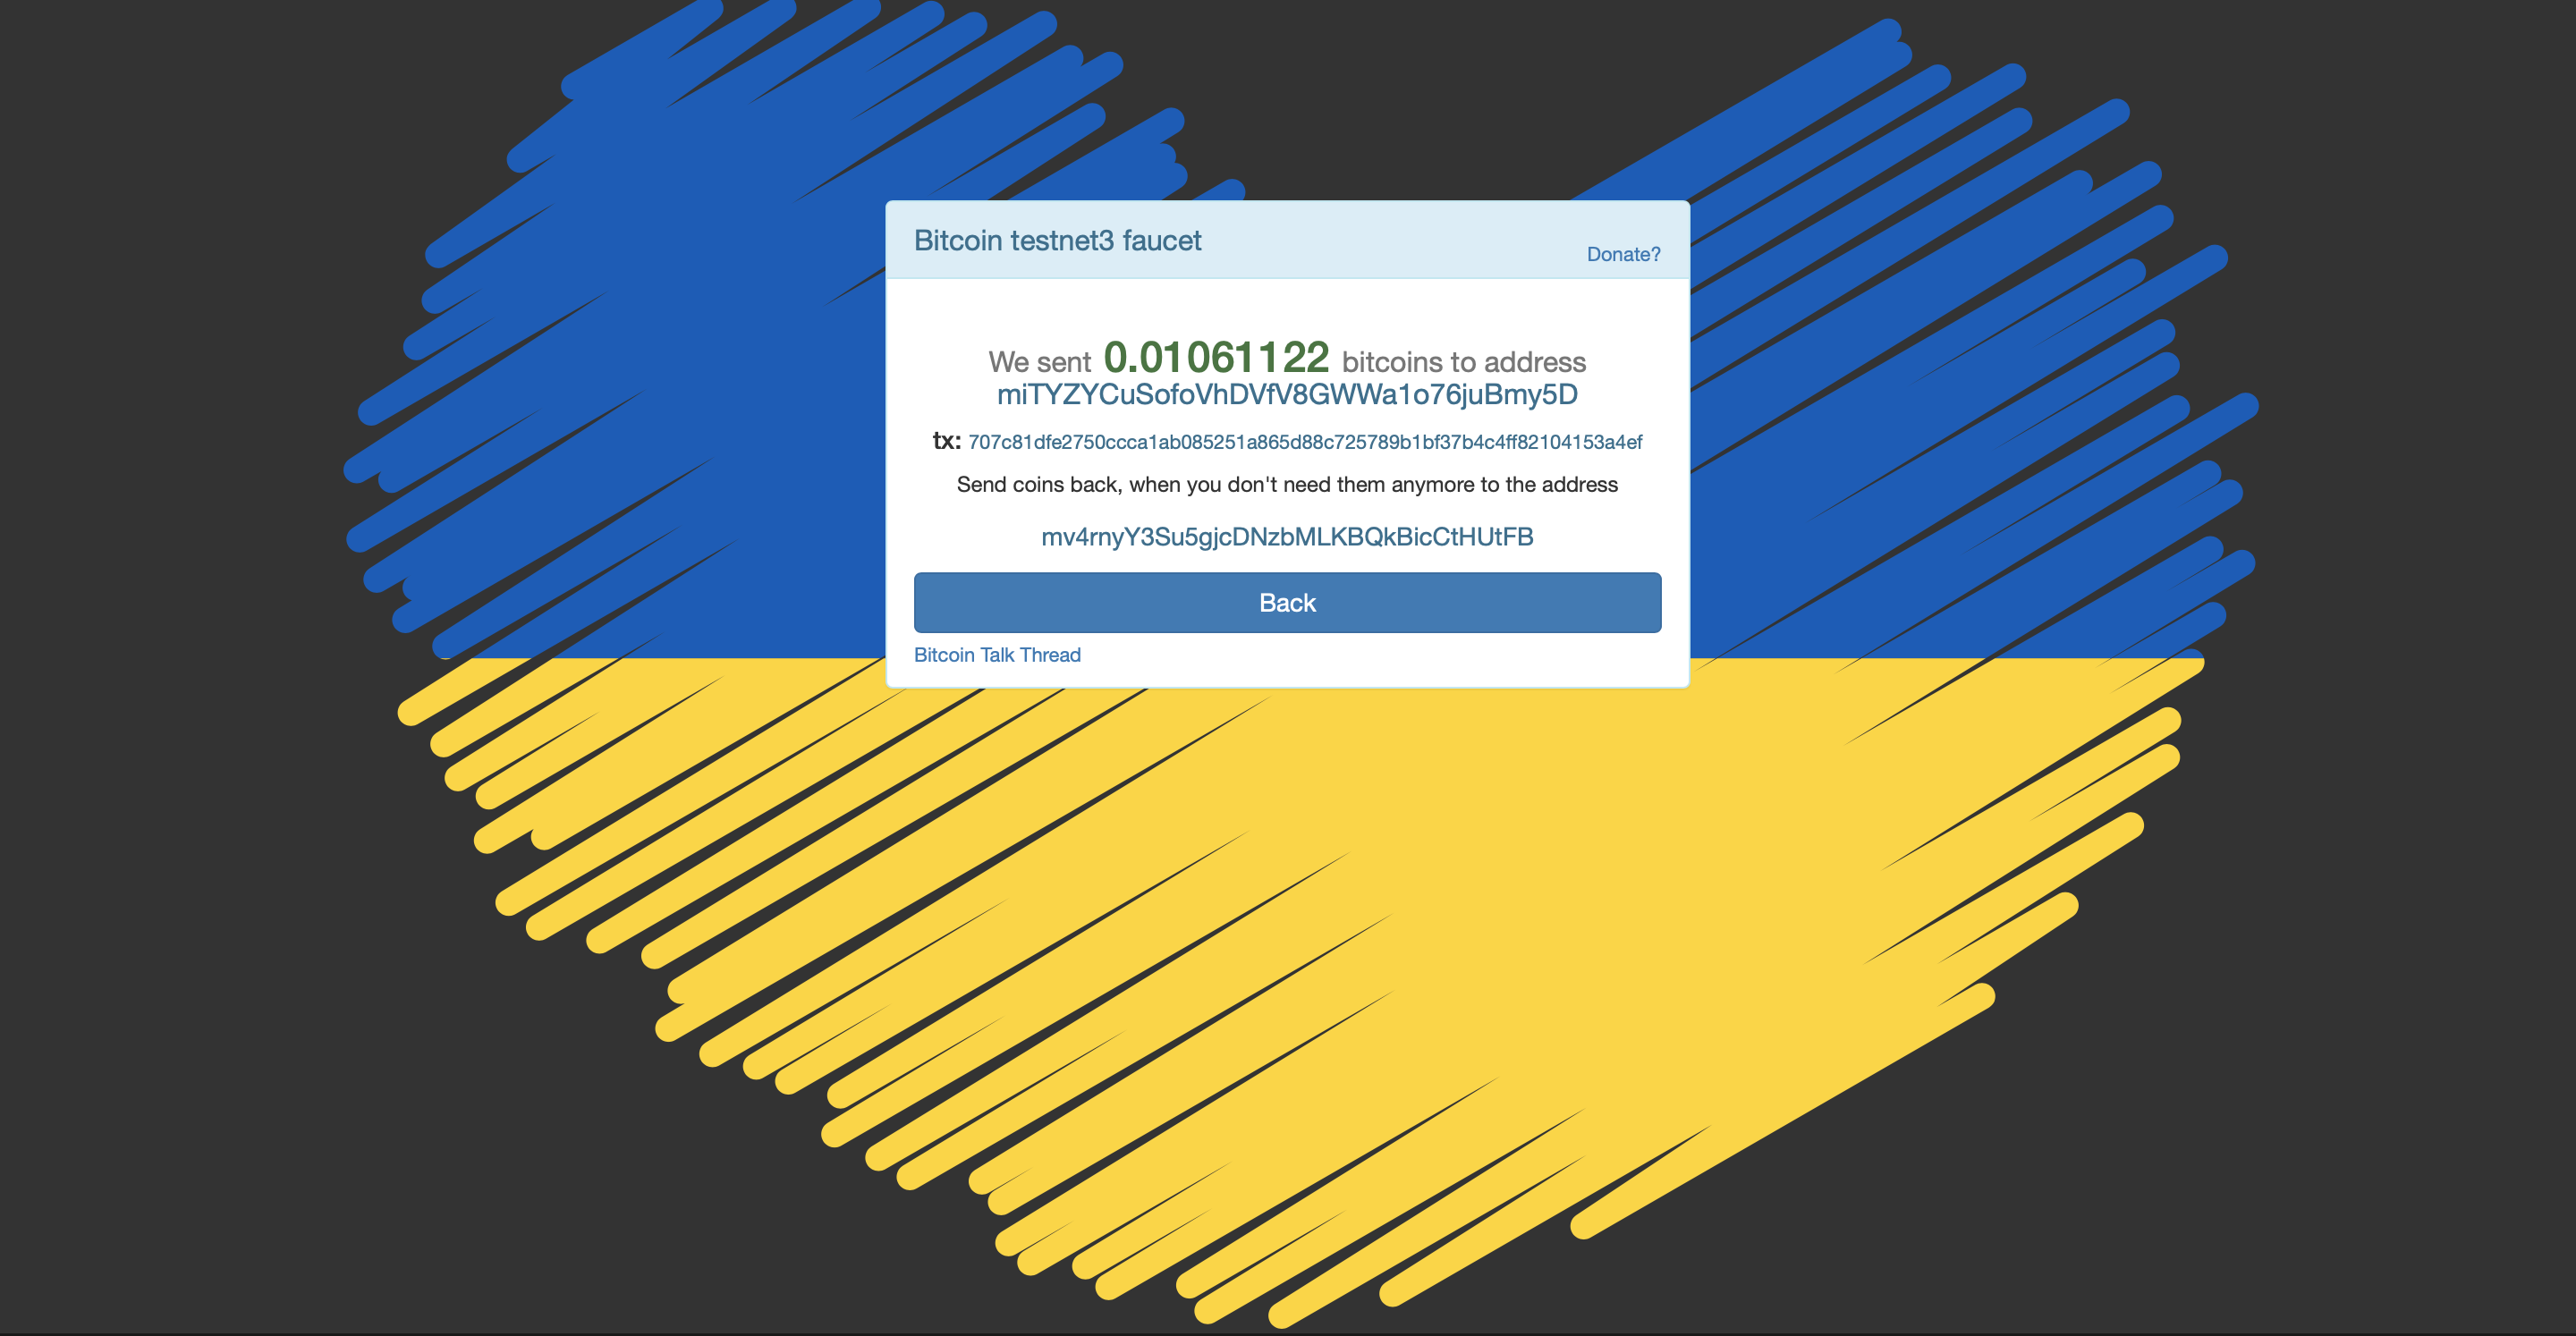 Bitcoin testnet3 faucet
Donate?
We sent 0.01061122 bitcoins to address
miTYZYCuSofoVhDVfV8GWWa1o76juBmy5D
tx: 707c81dfe2750ccca1ab085251a865d88c725789b1bf37b4c4ff82104153a4ef
Send coins back, when you don't need them anymore to the address
mv4rnyY3Su5gjcDNzbMLKBQkBicCtHUtFB
Back
Bitcoin Talk Thread